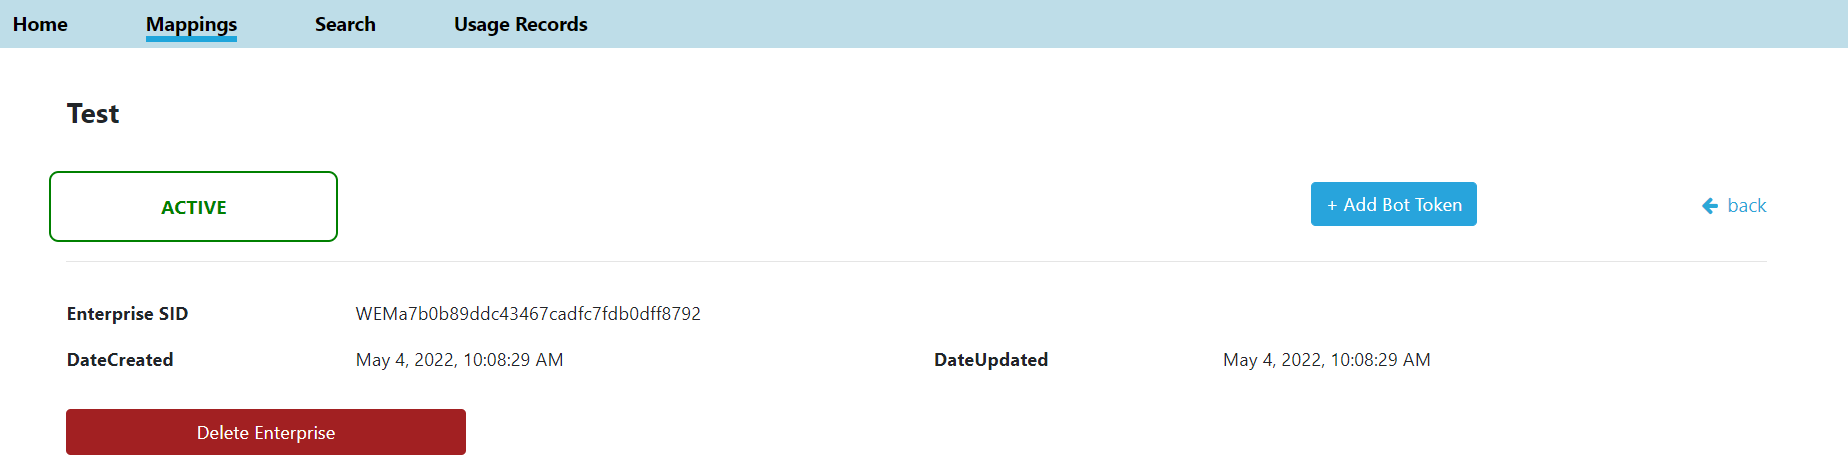 Home Mappings Search Usage Records
Test
ACTIVE + Add Bot Token back
Enterprise SID WEMa7b0b89ddc43467cadfc7fdb0dff8792
DateCreated May 4, 2022, 10:08:29 AM DateUpdated May 4, 2022, 10:08:29 AM
Delete Enterprise